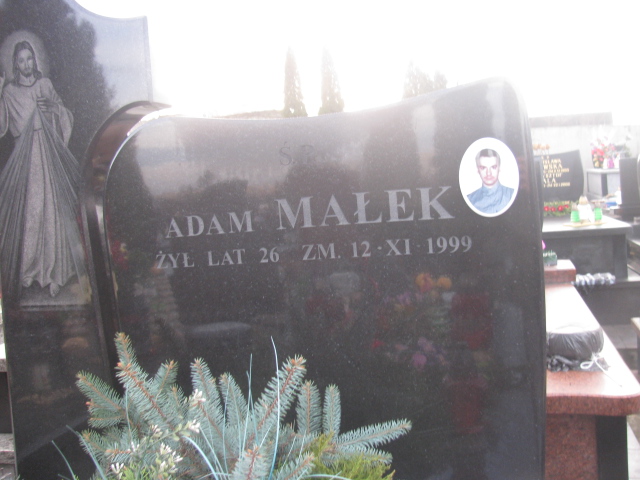 Ś.P.
ADAM MAŁEK
ŻYŁ LAT 26 ZM. 12·XI 1999